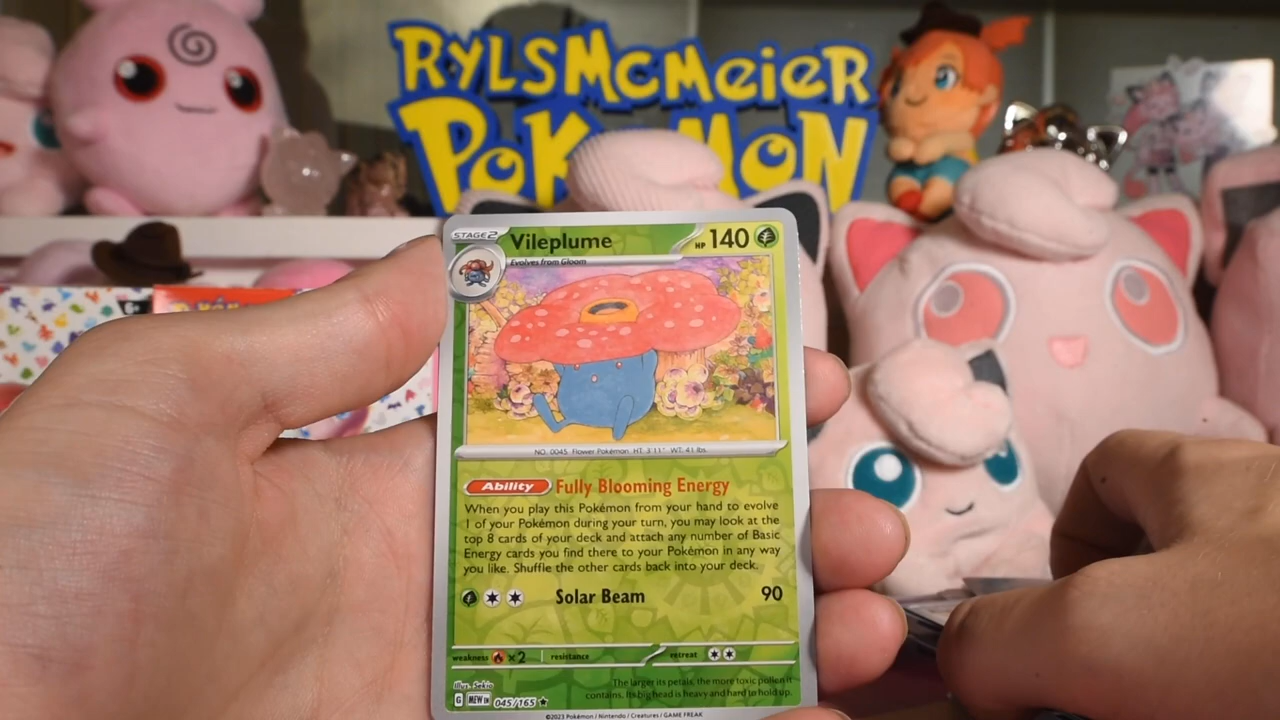 RYLSMCMEIER
STAGE2 Vileplume HP 140
Evolves from Gloom
NO. 0045 Flower Pokémon HT: 3'11" WT: 41 lbs.
Ability Fully Blooming Energy
When you play this Pokémon from your hand to evolve
1 of your Pokémon during your turn, you may look at the
top 8 cards of your deck and attach any number of Basic
Energy cards you find there to your Pokémon in any way
you like. Shuffle the other cards back into your deck.
Solar Beam 90
weakness ×2 resistance retreat
Illus. Sekio
The larger its petals, the more toxic pollen it
contains. Its big head is heavy and hard to hold up.
G MEW EN 045/165 ★
©2023 Pokémon / Nintendo / Creatures / GAME FREAK